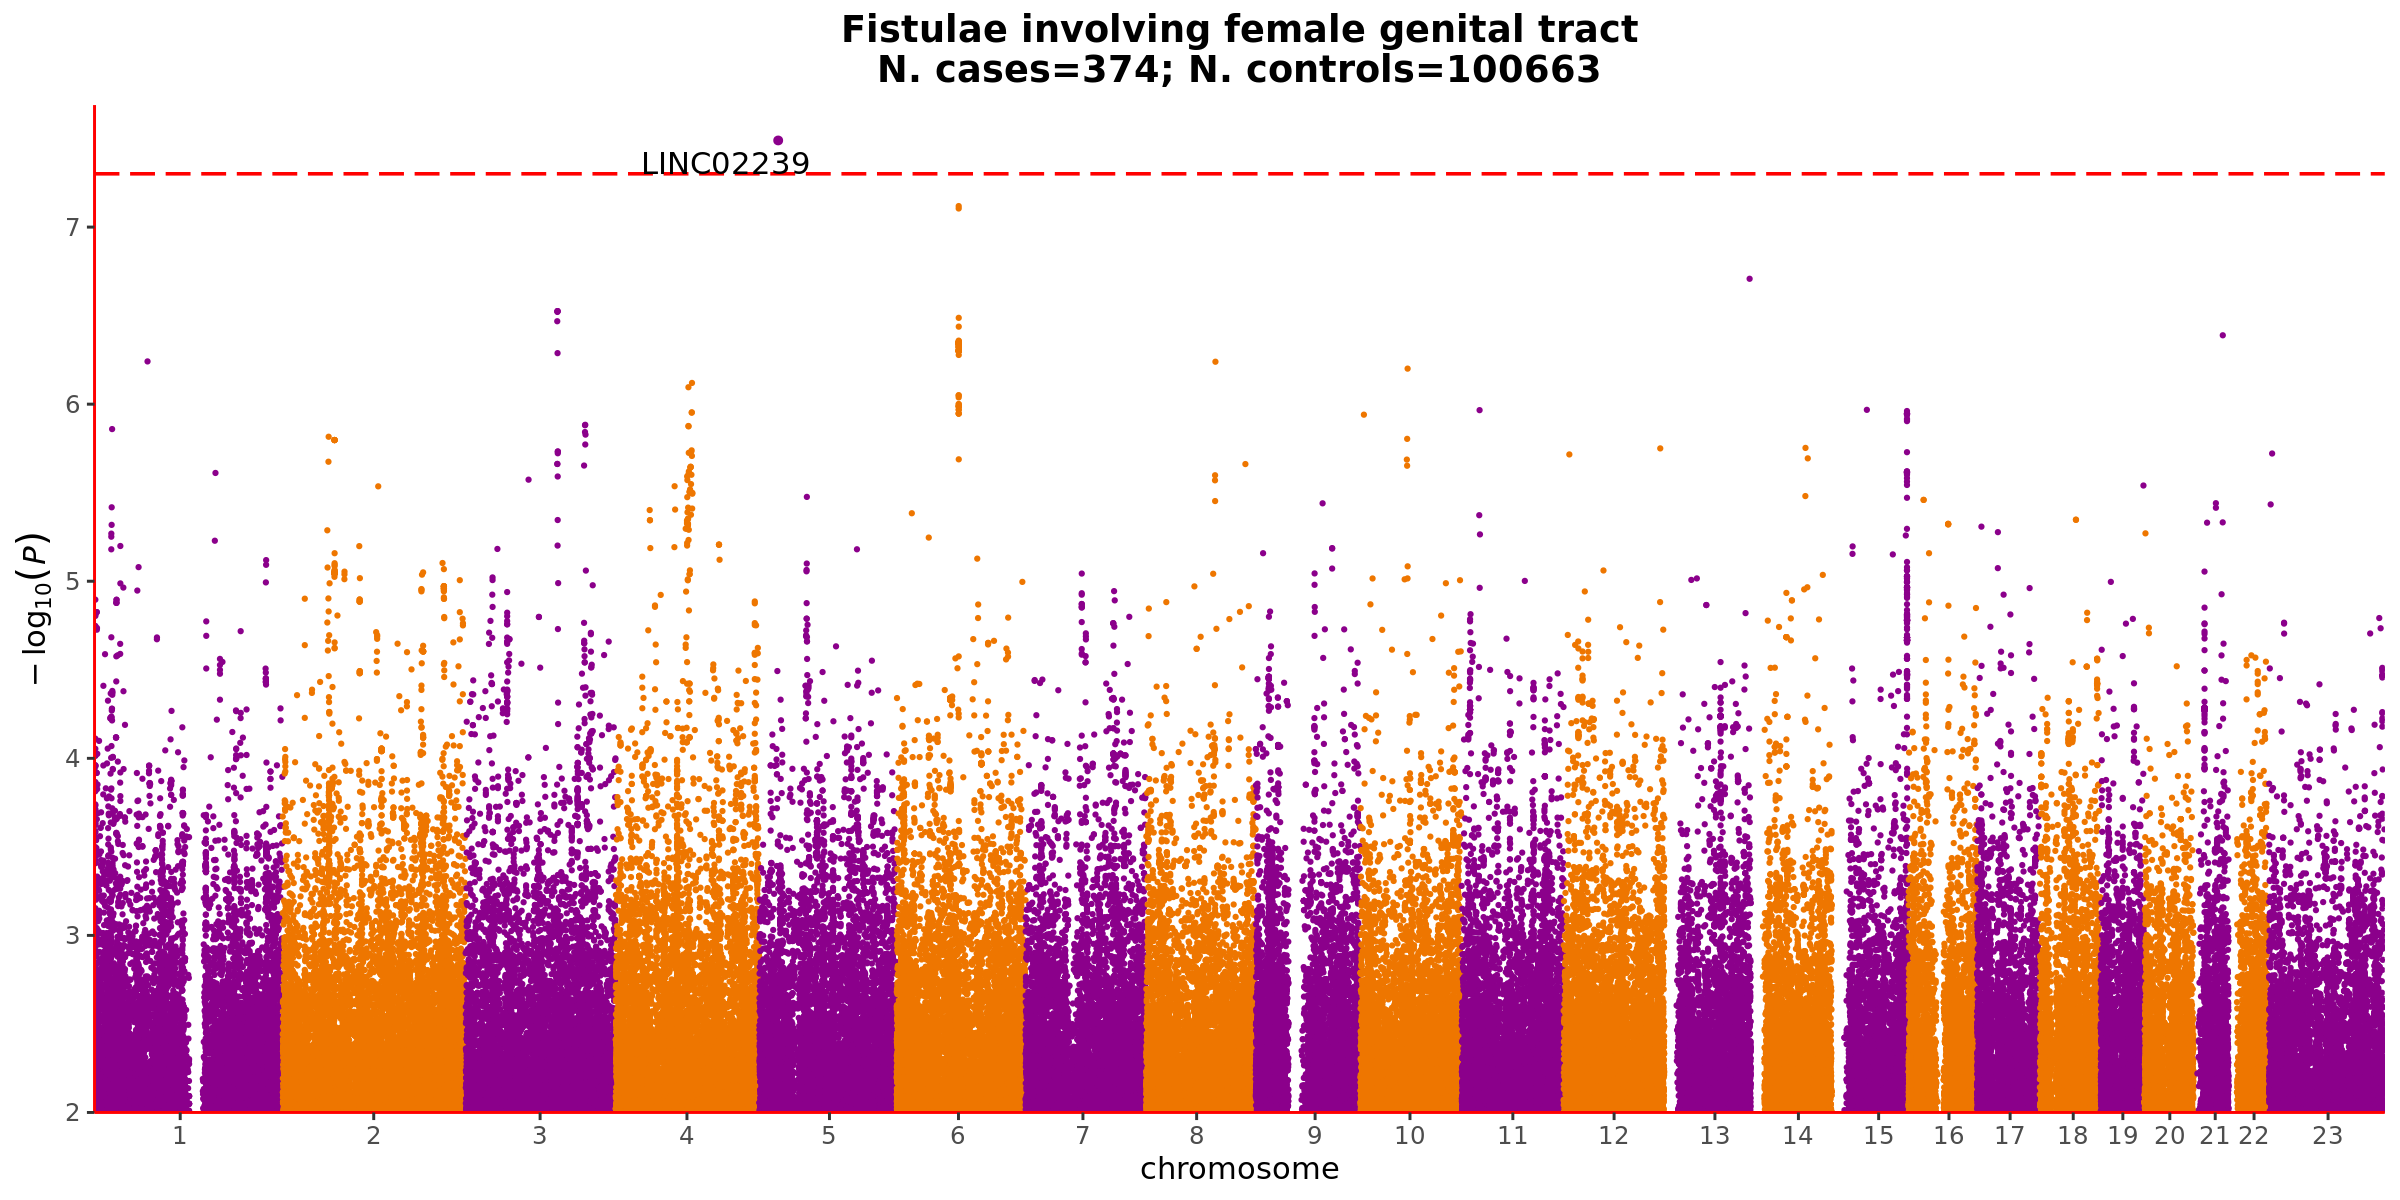 Fistulae involving female genital tract
N. cases=374; N. controls=100663
LINC02239
7
6
5
4
3
2
−log10(P)
1 2 3 4 5 6 7 8 9 10 11 12 13 14 15 16 17 18 19 20 21 22 23
chromosome